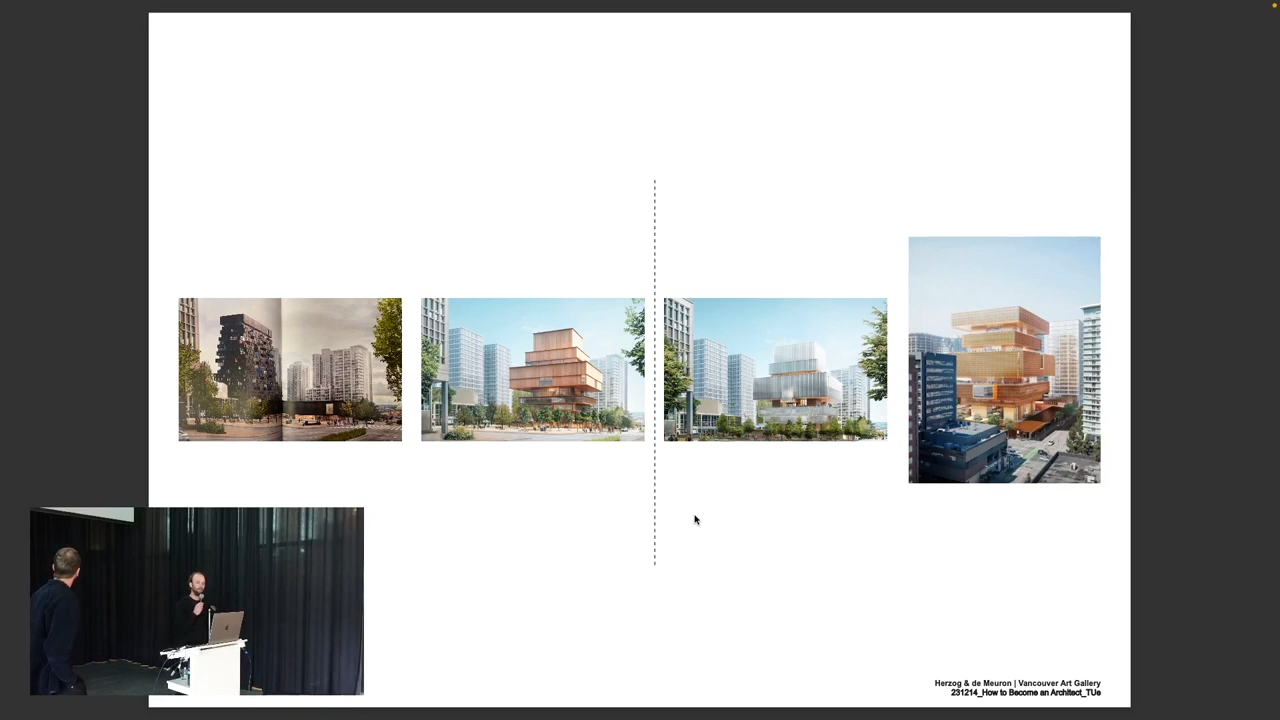 Herzog & de Meuron | Vancouver Art Gallery
231214_How to Become an Architect_TUe